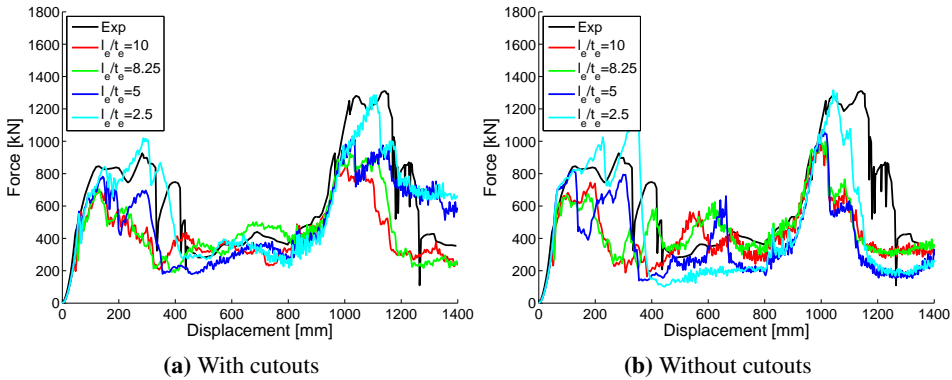 1800
1600
1400
1200
1000
800
600
400
200
0
Force [kN]
Exp
l_e/t_e=10
l_e/t_e=8.25
l_e/t_e=5
l_e/t_e=2.5
0 200 400 600 800 1000 1200 1400
Displacement [mm]
(a) With cutouts
1800
1600
1400
1200
1000
800
600
400
200
0
Force [kN]
Exp
l_e/t_e=10
l_e/t_e=8.25
l_e/t_e=5
l_e/t_e=2.5
0 200 400 600 800 1000 1200 1400
Displacement [mm]
(b) Without cutouts